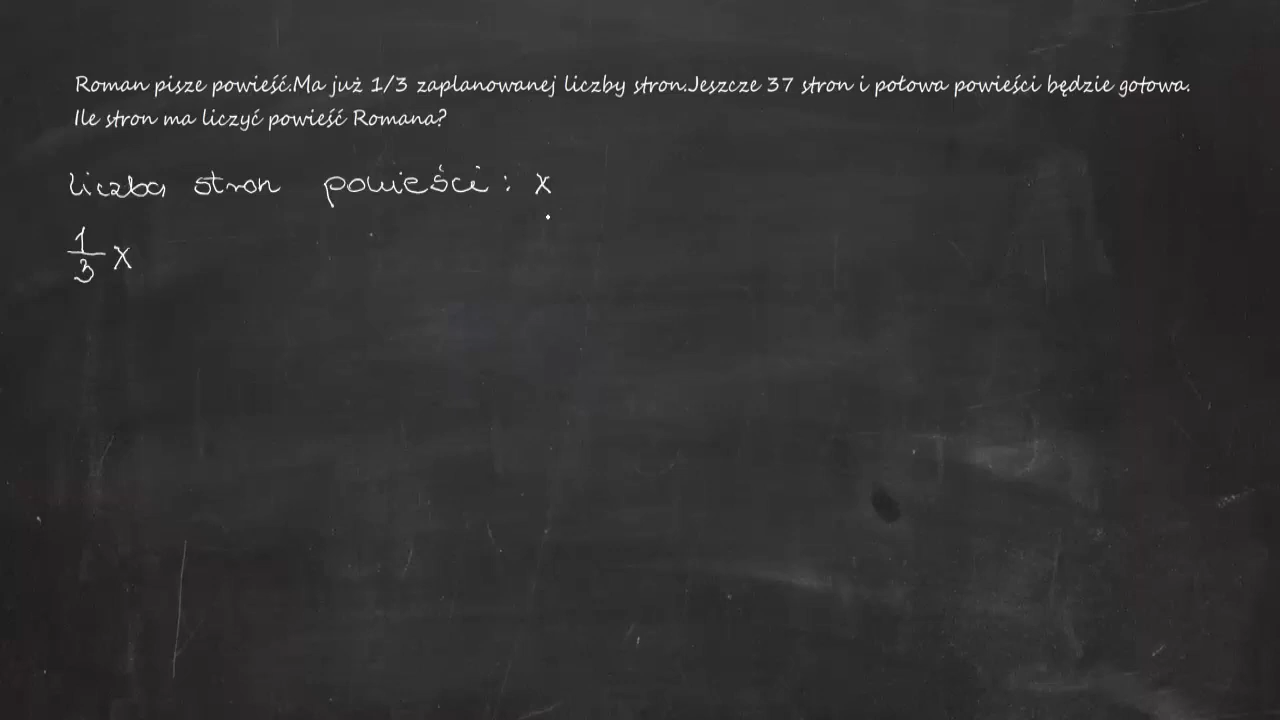 Roman pisze powieść.Ma już 1/3 zaplanowanej liczby stron.Jeszcze 37 stron i połowa powieści będzie gotowa.
Ile stron ma liczyć powieść Romana?
liczba stron powieści : x
1/3 x